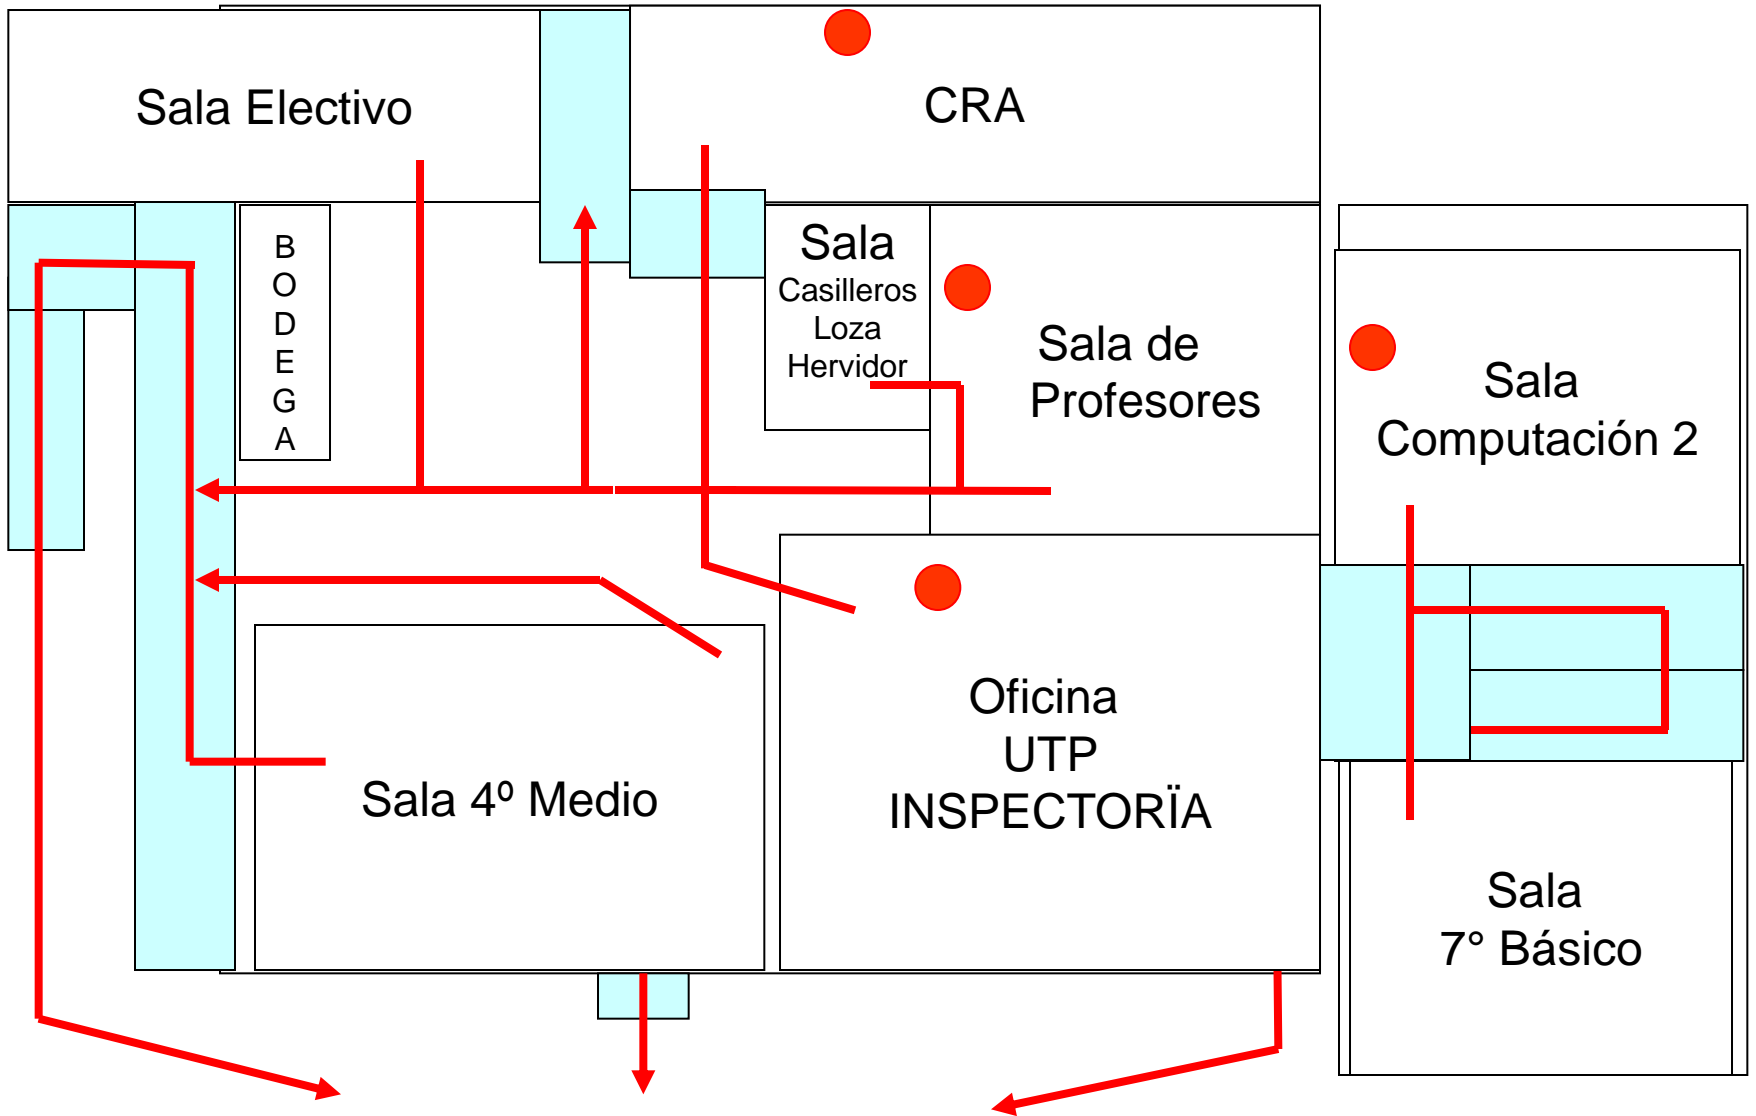 Sala Electivo
CRA
B
O
D
E
G
A
Sala
Casilleros
Loza
Hervidor
Sala de
Profesores
Sala
Computación 2
Sala 4º Medio
Oficina
UTP
INSPECTORÏA
Sala
7° Básico